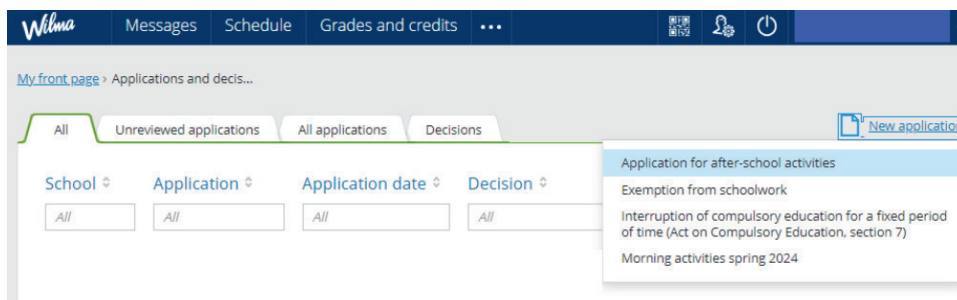 Wilma Messages Schedule Grades and credits
My front page › Applications and decis...
All Unreviewed applications All applications Decisions New applicatio
School Application Application date Decision
All All All All
Application for after-school activities
Exemption from schoolwork
Interruption of compulsory education for a fixed period
of time (Act on Compulsory Education, section 7)
Morning activities spring 2024